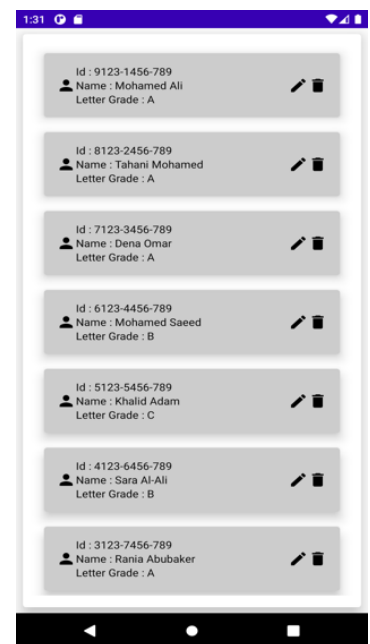 1:31
Id : 9123-1456-789
Name : Mohamed Ali
Letter Grade : A
Id : 8123-2456-789
Name : Tahani Mohamed
Letter Grade : A
Id : 7123-3456-789
Name : Dena Omar
Letter Grade : A
Id : 6123-4456-789
Name : Mohamed Saeed
Letter Grade : B
Id : 5123-5456-789
Name : Khalid Adam
Letter Grade : C
Id : 4123-6456-789
Name : Sara Al-Ali
Letter Grade : B
Id : 3123-7456-789
Name : Rania Abubaker
Letter Grade : A